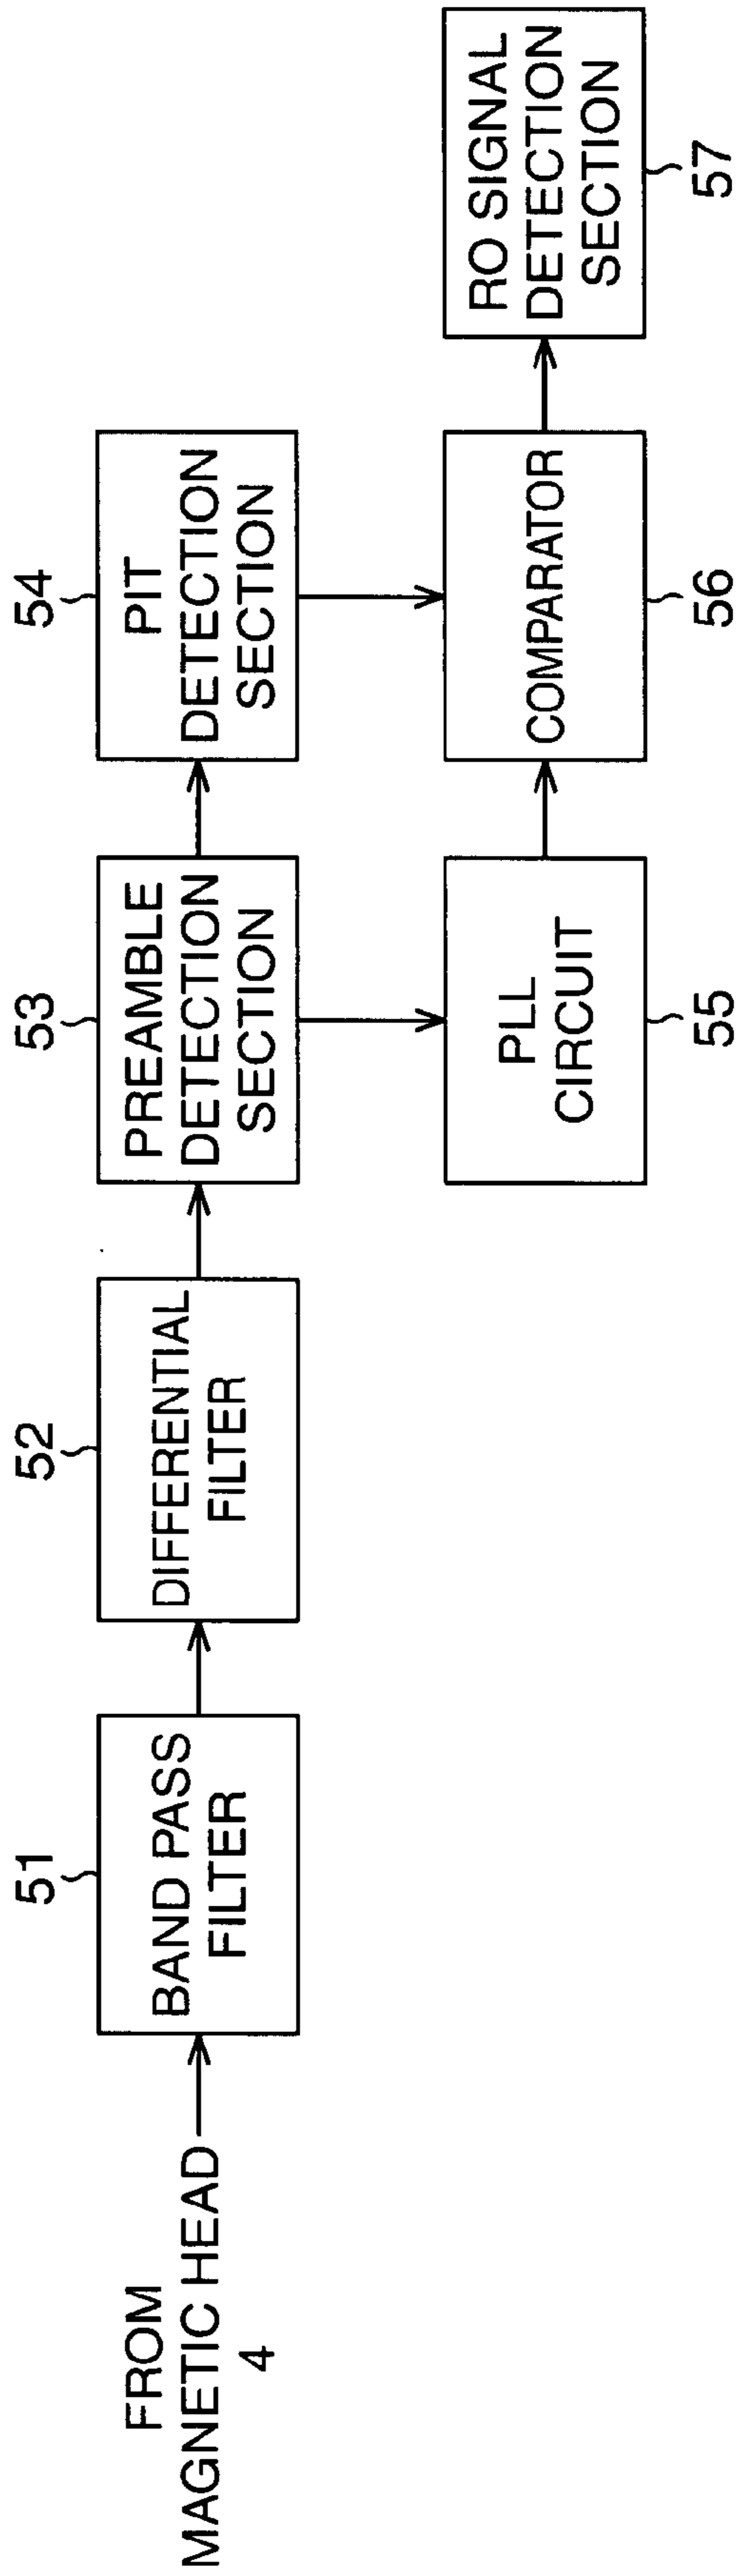 FROM
MAGNETIC HEAD
4
51
BAND PASS
FILTER
52
DIFFERENTIAL
FILTER
53
PREAMBLE
DETECTION
SECTION
54
PIT
DETECTION
SECTION
PLL
CIRCUIT
55
COMPARATOR
56
RO SIGNAL
DETECTION
SECTION
57